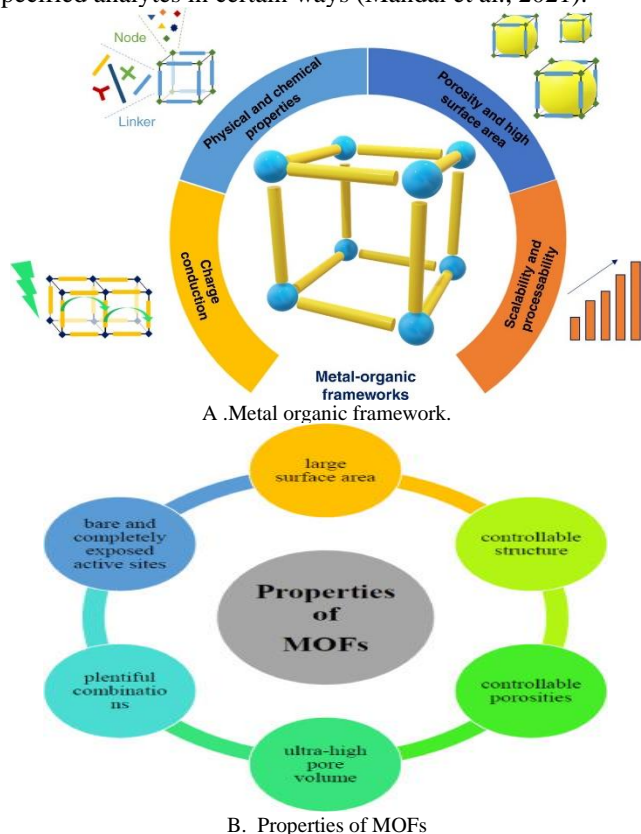 pecified analytes in certain ways (Mandal et al., 2021).
Node
Linker
Physical and chemical
properties
Porosity and high
surface area
Charge
conduction
Scalability and
processability
Metal-organic
frameworks
A .Metal organic framework.
large
surface area
bare and
completely
exposed
active sites
controllable
structure
Properties
of
MOFs
plentiful
combinatio
ns
controllable
porosities
ultra-high
pore
volume
B. Properties of MOFs